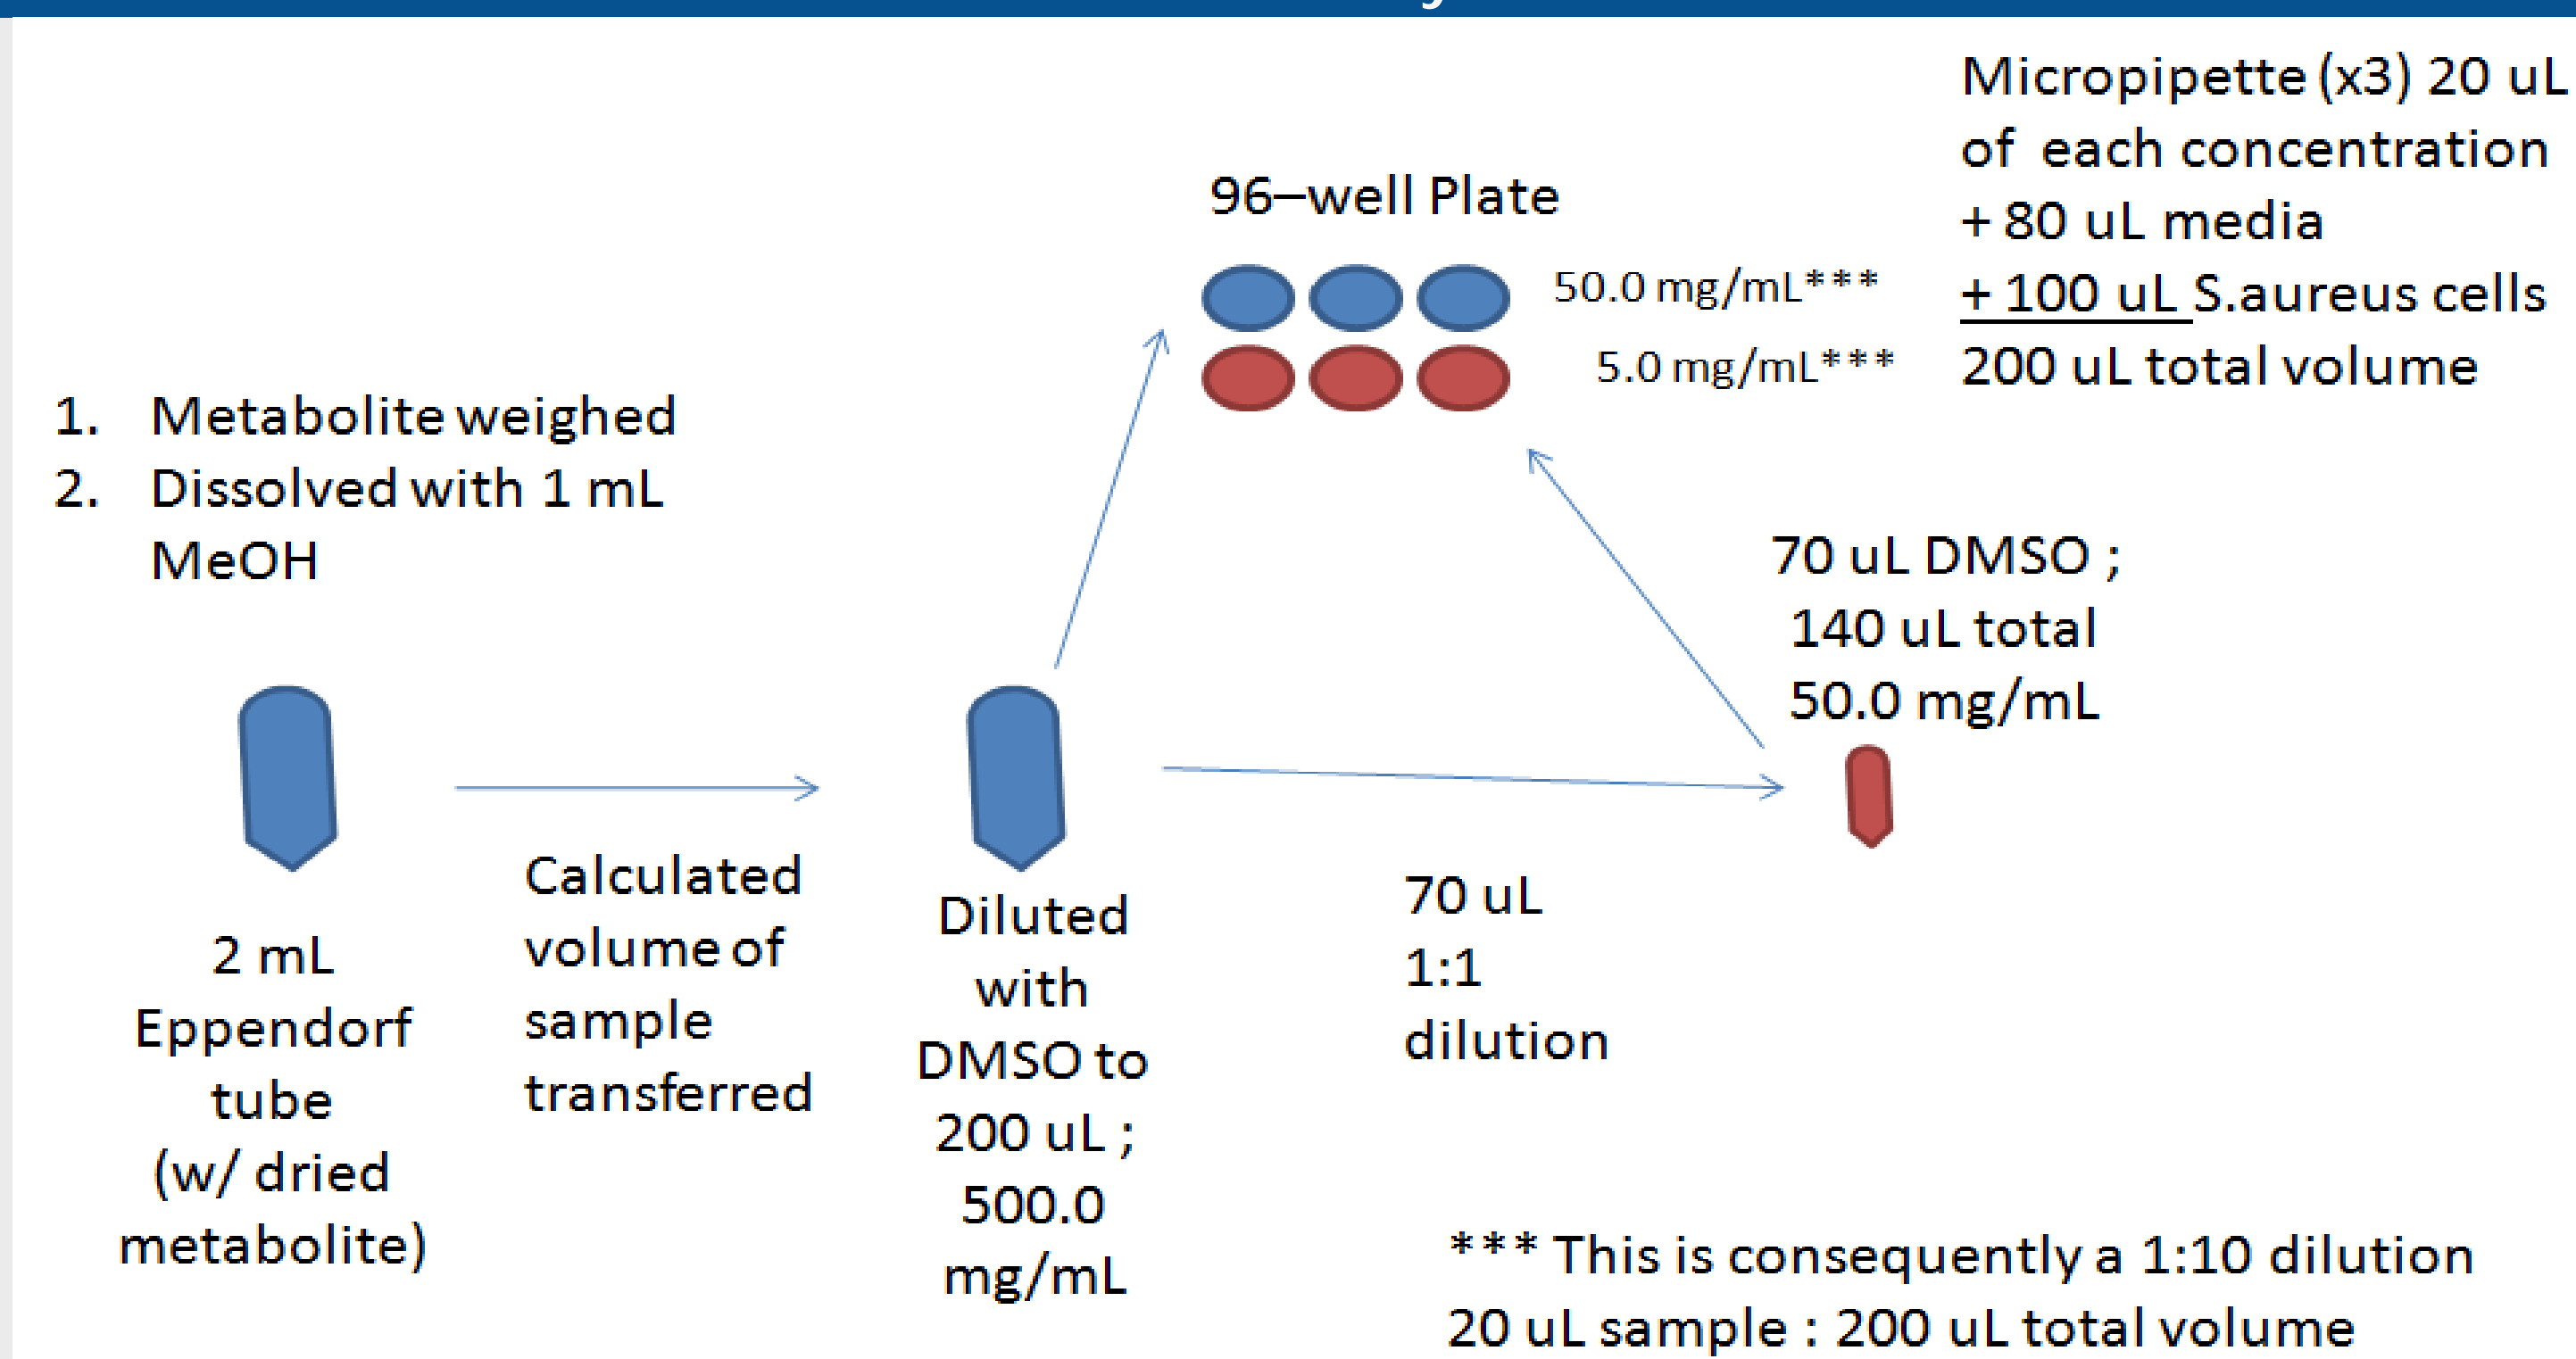 1. Metabolite weighed
2. Dissolved with 1 mL
MeOH
2 mL
Eppendorf
tube
(w/ dried
metabolite)
Calculated
volume of
sample
transferred
Diluted
with
DMSO to
200 uL ;
500.0
mg/mL
96–well Plate
50.0 mg/mL***
5.0 mg/mL***
Micropipette (x3) 20 uL
of each concentration
+ 80 uL media
+ 100 uL S.aureus cells
200 uL total volume
70 uL
1:1
dilution
70 uL DMSO ;
140 uL total
50.0 mg/mL
*** This is consequently a 1:10 dilution
20 uL sample : 200 uL total volume